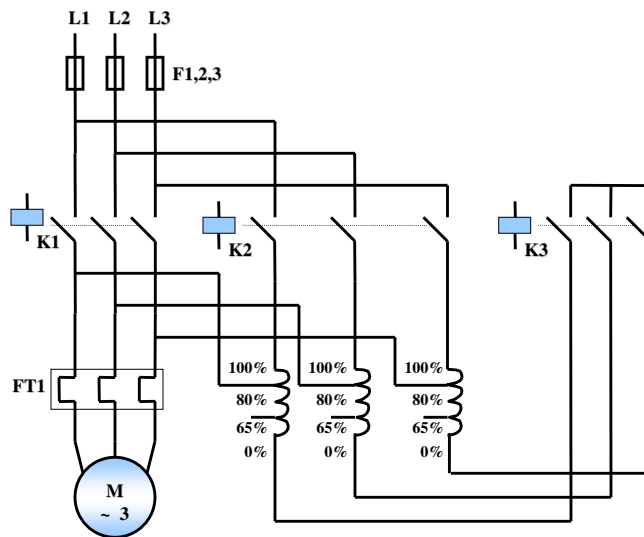 L1 L2 L3
F1,2,3
K1 K2 K3
100% 100% 100%
FT1
80% 80% 80%
65% 65% 65%
0% 0% 0%
M
~ 3